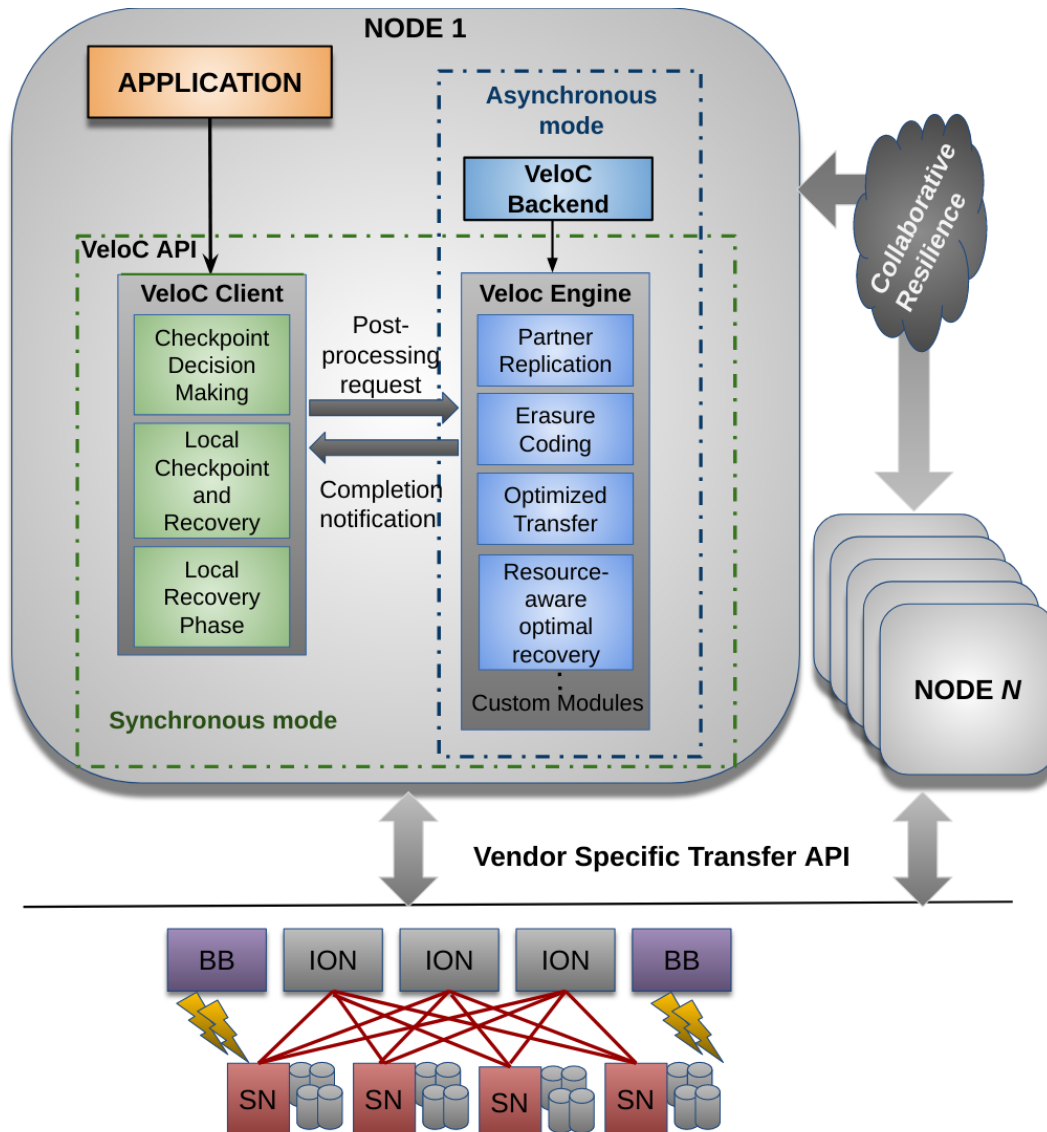 NODE 1
APPLICATION
Asynchronous
mode
VeloC
Backend
Collaborative
Resilience
VeloC API
VeloC Client
Checkpoint
Decision
Making
Local
Checkpoint
and
Recovery
Local
Recovery
Phase
Post-
processing
request
Completion
notification
Veloc Engine
Partner
Replication
Erasure
Coding
Optimized
Transfer
Resource-
aware
optimal
recovery
⋮
Custom Modules
Synchronous mode
NODE N
Vendor Specific Transfer API
BB
ION
ION
ION
BB
SN
SN
SN
SN